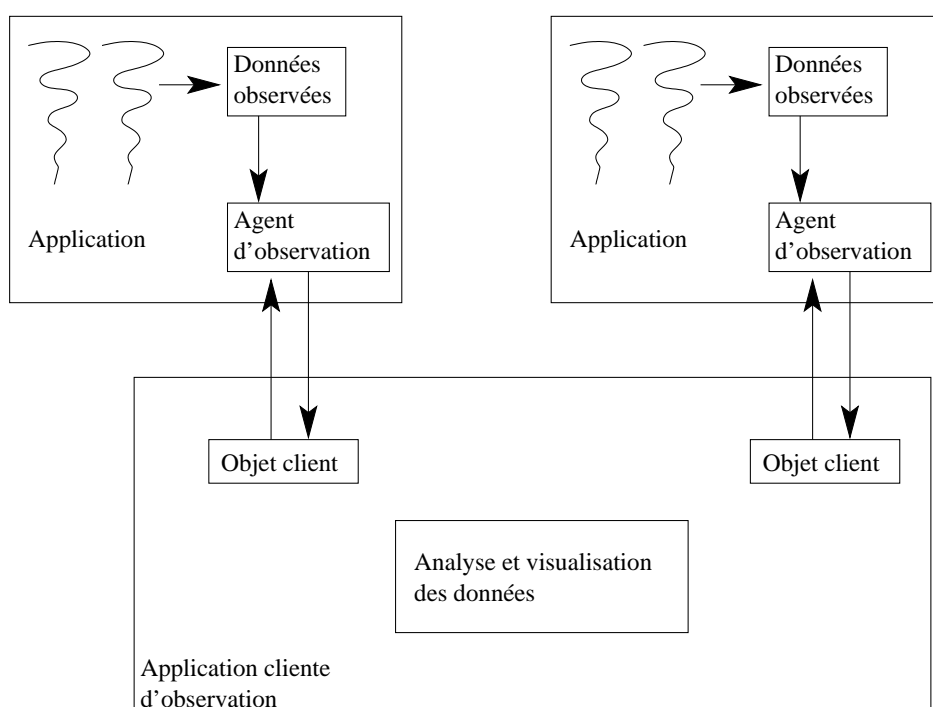 Données
observées
Agent
d'observation
Application
Données
observées
Agent
d'observation
Application
Objet client
Objet client
Analyse et visualisation
des données
Application cliente
d'observation